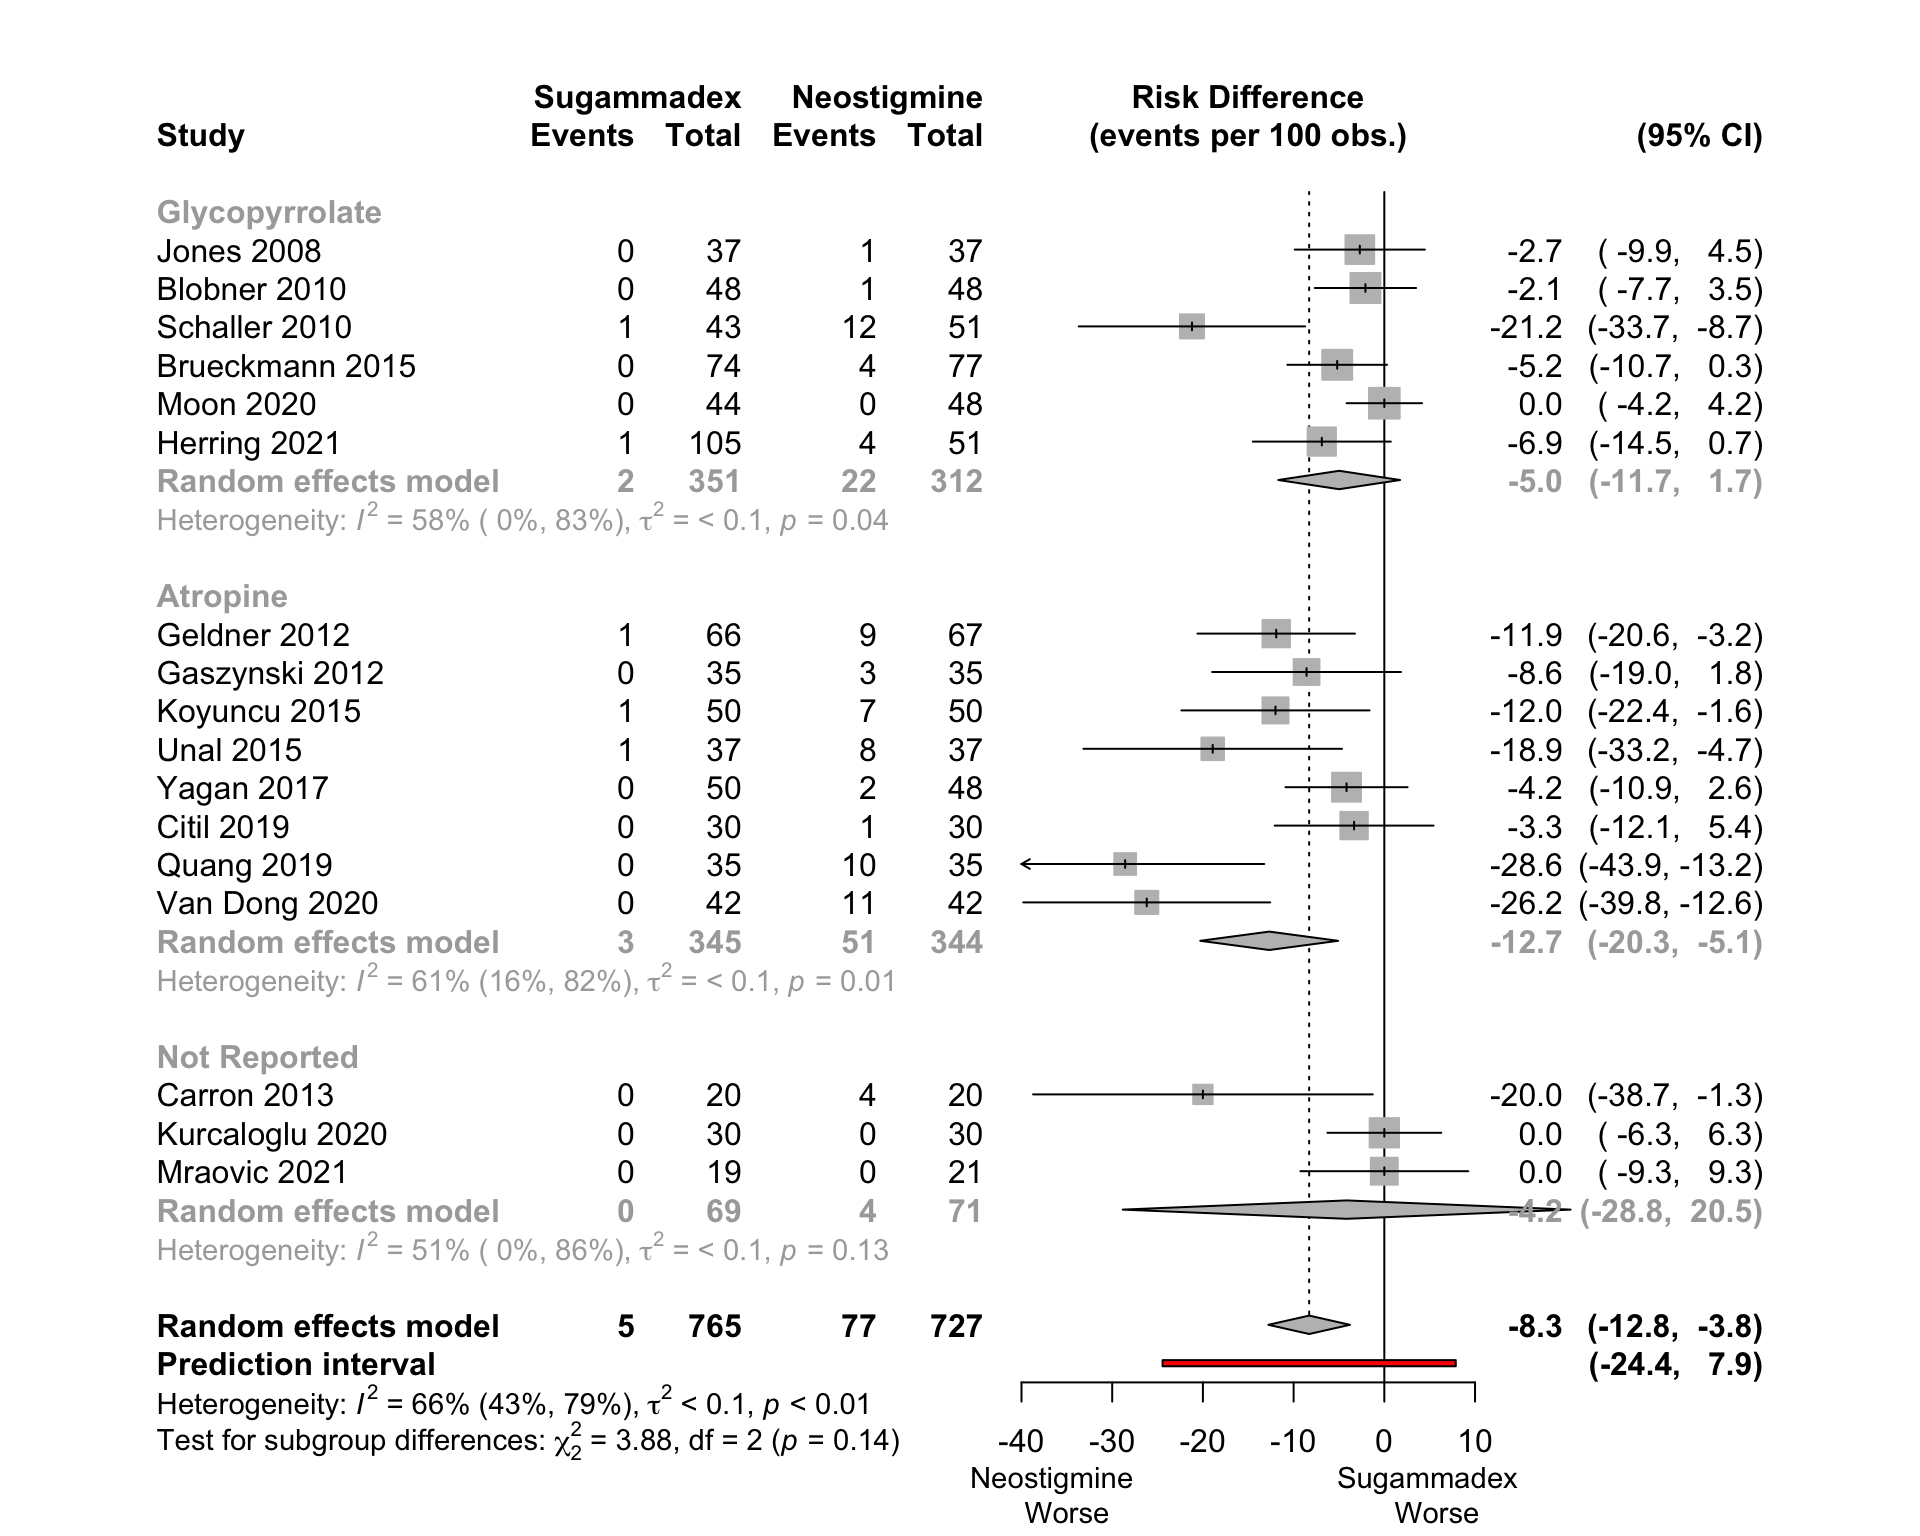 Sugammadex Neostigmine Risk Difference
Study Events Total Events Total (events per 100 obs.) (95% CI)
Glycopyrrolate
Jones 2008 0 37 1 37 -2.7 ( -9.9, 4.5)
Blobner 2010 0 48 1 48 -2.1 ( -7.7, 3.5)
Schaller 2010 1 43 12 51 -21.2 (-33.7, -8.7)
Brueckmann 2015 0 74 4 77 -5.2 (-10.7, 0.3)
Moon 2020 0 44 0 48 0.0 ( -4.2, 4.2)
Herring 2021 1 105 4 51 -6.9 (-14.5, 0.7)
Random effects model 2 351 22 312 -5.0 (-11.7, 1.7)
Heterogeneity: I² = 58% ( 0%, 83%), τ² = < 0.1, p = 0.04
Atropine
Geldner 2012 1 66 9 67 -11.9 (-20.6, -3.2)
Gaszynski 2012 0 35 3 35 -8.6 (-19.0, 1.8)
Koyuncu 2015 1 50 7 50 -12.0 (-22.4, -1.6)
Unal 2015 1 37 8 37 -18.9 (-33.2, -4.7)
Yagan 2017 0 50 2 48 -4.2 (-10.9, 2.6)
Citil 2019 0 30 1 30 -3.3 (-12.1, 5.4)
Quang 2019 0 35 10 35 -28.6 (-43.9, -13.2)
Van Dong 2020 0 42 11 42 -26.2 (-39.8, -12.6)
Random effects model 3 345 51 344 -12.7 (-20.3, -5.1)
Heterogeneity: I² = 61% (16%, 82%), τ² = < 0.1, p = 0.01
Not Reported
Carron 2013 0 20 4 20 -20.0 (-38.7, -1.3)
Kurcaloglu 2020 0 30 0 30 0.0 ( -6.3, 6.3)
Mraovic 2021 0 19 0 21 0.0 ( -9.3, 9.3)
Random effects model 0 69 4 71 -4.2 (-28.8, 20.5)
Heterogeneity: I² = 51% ( 0%, 86%), τ² = < 0.1, p = 0.13
Random effects model 5 765 77 727 -8.3 (-12.8, -3.8)
Prediction interval (-24.4, 7.9)
Heterogeneity: I² = 66% (43%, 79%), τ² < 0.1, p < 0.01
Test for subgroup differences: χ²₂ = 3.88, df = 2 (p = 0.14)
-40 -30 -20 -10 0 10
Neostigmine Sugammadex
Worse Worse